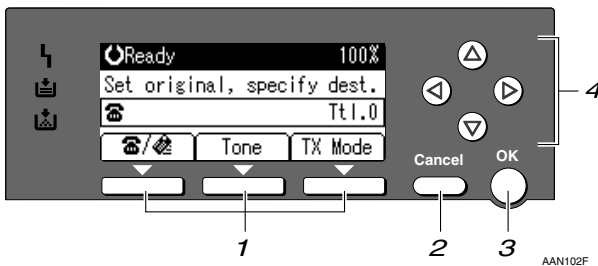 Ready 100%
Set original, specify dest.
Ttl.0
/ Tone TX Mode
Cancel OK
4
1 2 3
AAN102F